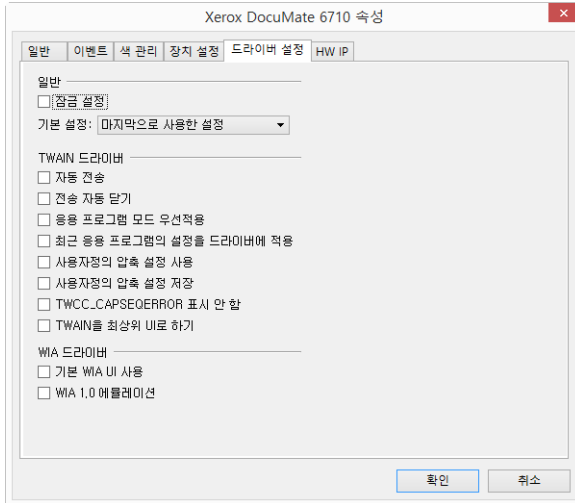 Xerox DocuMate 6710 속성
일반 이벤트 색 관리 장치 설정 드라이버 설정 HW IP
일반
잠금 설정
기본 설정: 마지막으로 사용한 설정
TWAIN 드라이버
자동 전송
전송 자동 닫기
응용 프로그램 모드 우선적용
최근 응용 프로그램의 설정을 드라이버에 적용
사용자정의 압축 설정 사용
사용자정의 압축 설정 저장
TWCC_CAPSEQERROR 표시 안 함
TWAIN을 최상위 UI로 하기
WIA 드라이버
기본 WIA UI 사용
WIA 1,0 에뮬레이션
확인 취소